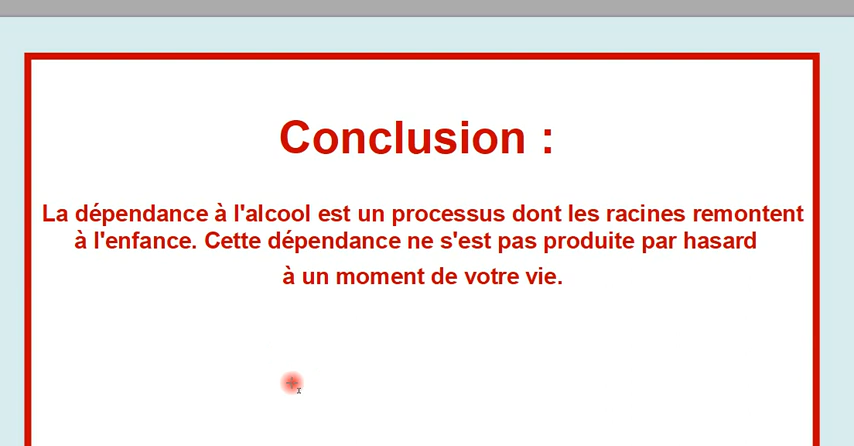 Conclusion :
La dépendance à l'alcool est un processus dont les racines remontent
à l'enfance. Cette dépendance ne s'est pas produite par hasard
à un moment de votre vie.